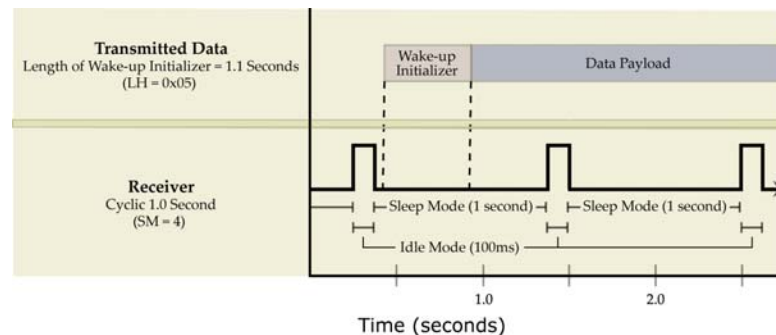 Transmitted Data
Length of Wake-up Initializer = 1.1 Seconds
(LH = 0x05)
Wake-up
Initializer
Data Payload
Receiver
Cyclic 1.0 Second
(SM = 4)
Sleep Mode (1 second)
Sleep Mode (1 second)
Idle Mode (100ms)
1.0
2.0
Time (seconds)